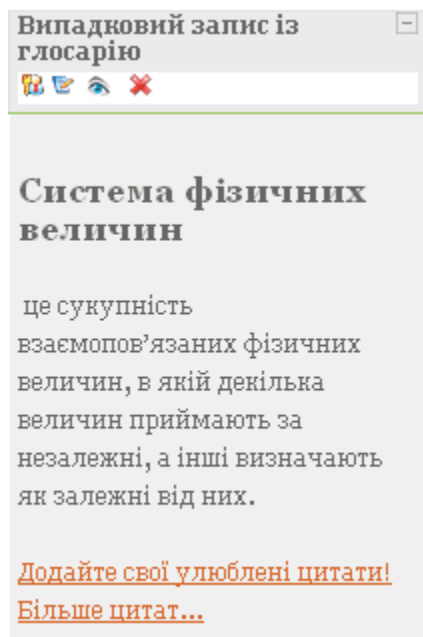 Випадковий запис із
глосарію
Система фізичних
величин
це сукупність
взаємопов’язаних фізичних
величин, в якій декілька
величин приймають за
незалежні, а інші визначають
як залежні від них.
Додайте свої улюблені цитати!
Більше цитат...